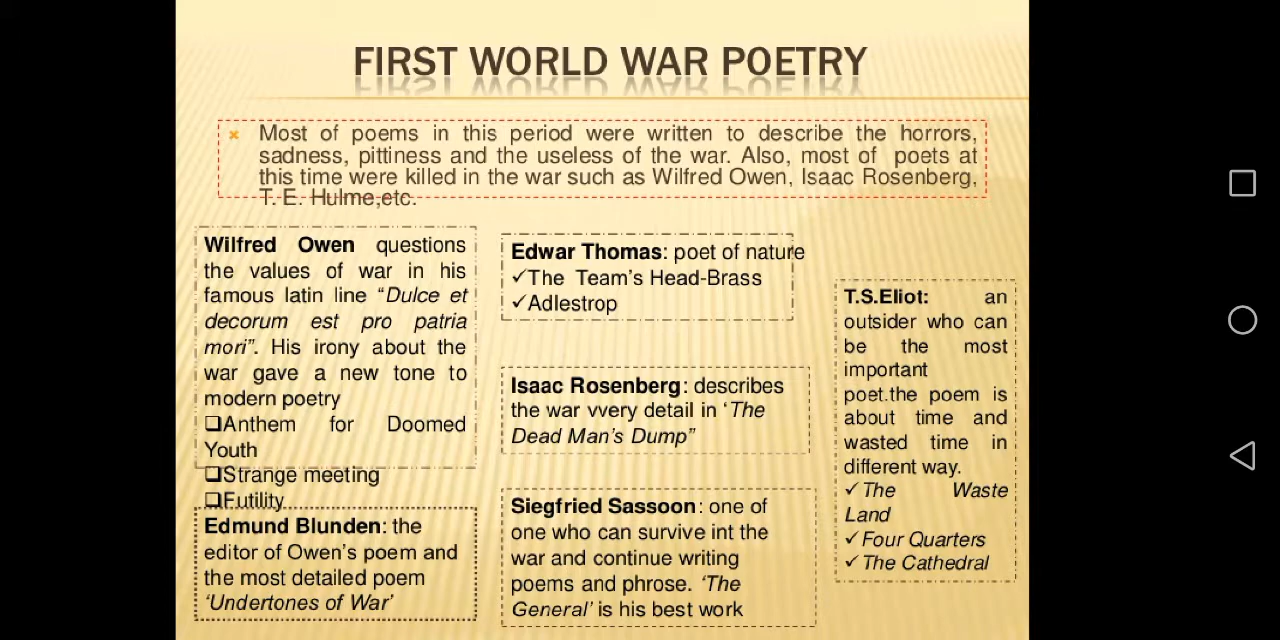 FIRST WORLD WAR POETRY
Most of poems in this period were written to describe the horrors,
sadness, pittiness and the useless of the war. Also, most of poets at
this time were killed in the war such as Wilfred Owen, Isaac Rosenberg,
T. E. Hulme,etc.
Wilfred Owen questions
the values of war in his
famous latin line “Dulce et
decorum est pro patria
mori”. His irony about the
war gave a new tone to
modern poetry
❑Anthem for Doomed
Youth
❑Strange meeting
❑Futility
Edmund Blunden: the
editor of Owen’s poem and
the most detailed poem
‘Undertones of War’
Edwar Thomas: poet of nature
✓The Team’s Head-Brass
✓Adlestrop
Isaac Rosenberg: describes
the war vvery detail in ‘The
Dead Man’s Dump”
Siegfried Sassoon: one of
one who can survive int the
war and continue writing
poems and phrose. ‘The
General’ is his best work
T.S.Eliot: an
outsider who can
be the most
important
poet.the poem is
about time and
wasted time in
different way.
✓The Waste
Land
✓Four Quarters
✓The Cathedral